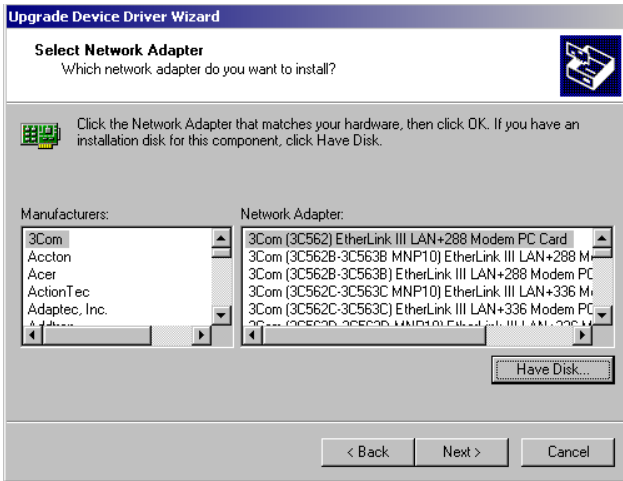 Upgrade Device Driver Wizard
Select Network Adapter
Which network adapter do you want to install?
Click the Network Adapter that matches your hardware, then click OK. If you have an
installation disk for this component, click Have Disk.
Manufacturers:
3Com
Accton
Acer
ActionTec
Adaptec, Inc.
Network Adapter:
3Com (3C562) EtherLink III LAN+288 Modem PC Card
3Com (3C562B-3C563B MNP10) EtherLink III LAN+288
3Com (3C562B-3C563B) EtherLink III LAN+288 Modem PC
3Com (3C562C-3C563C MNP10) EtherLink III LAN+336
3Com (3C562C-3C563C) EtherLink III LAN+336 Modem PC
Have Disk...
< Back
Next >
Cancel